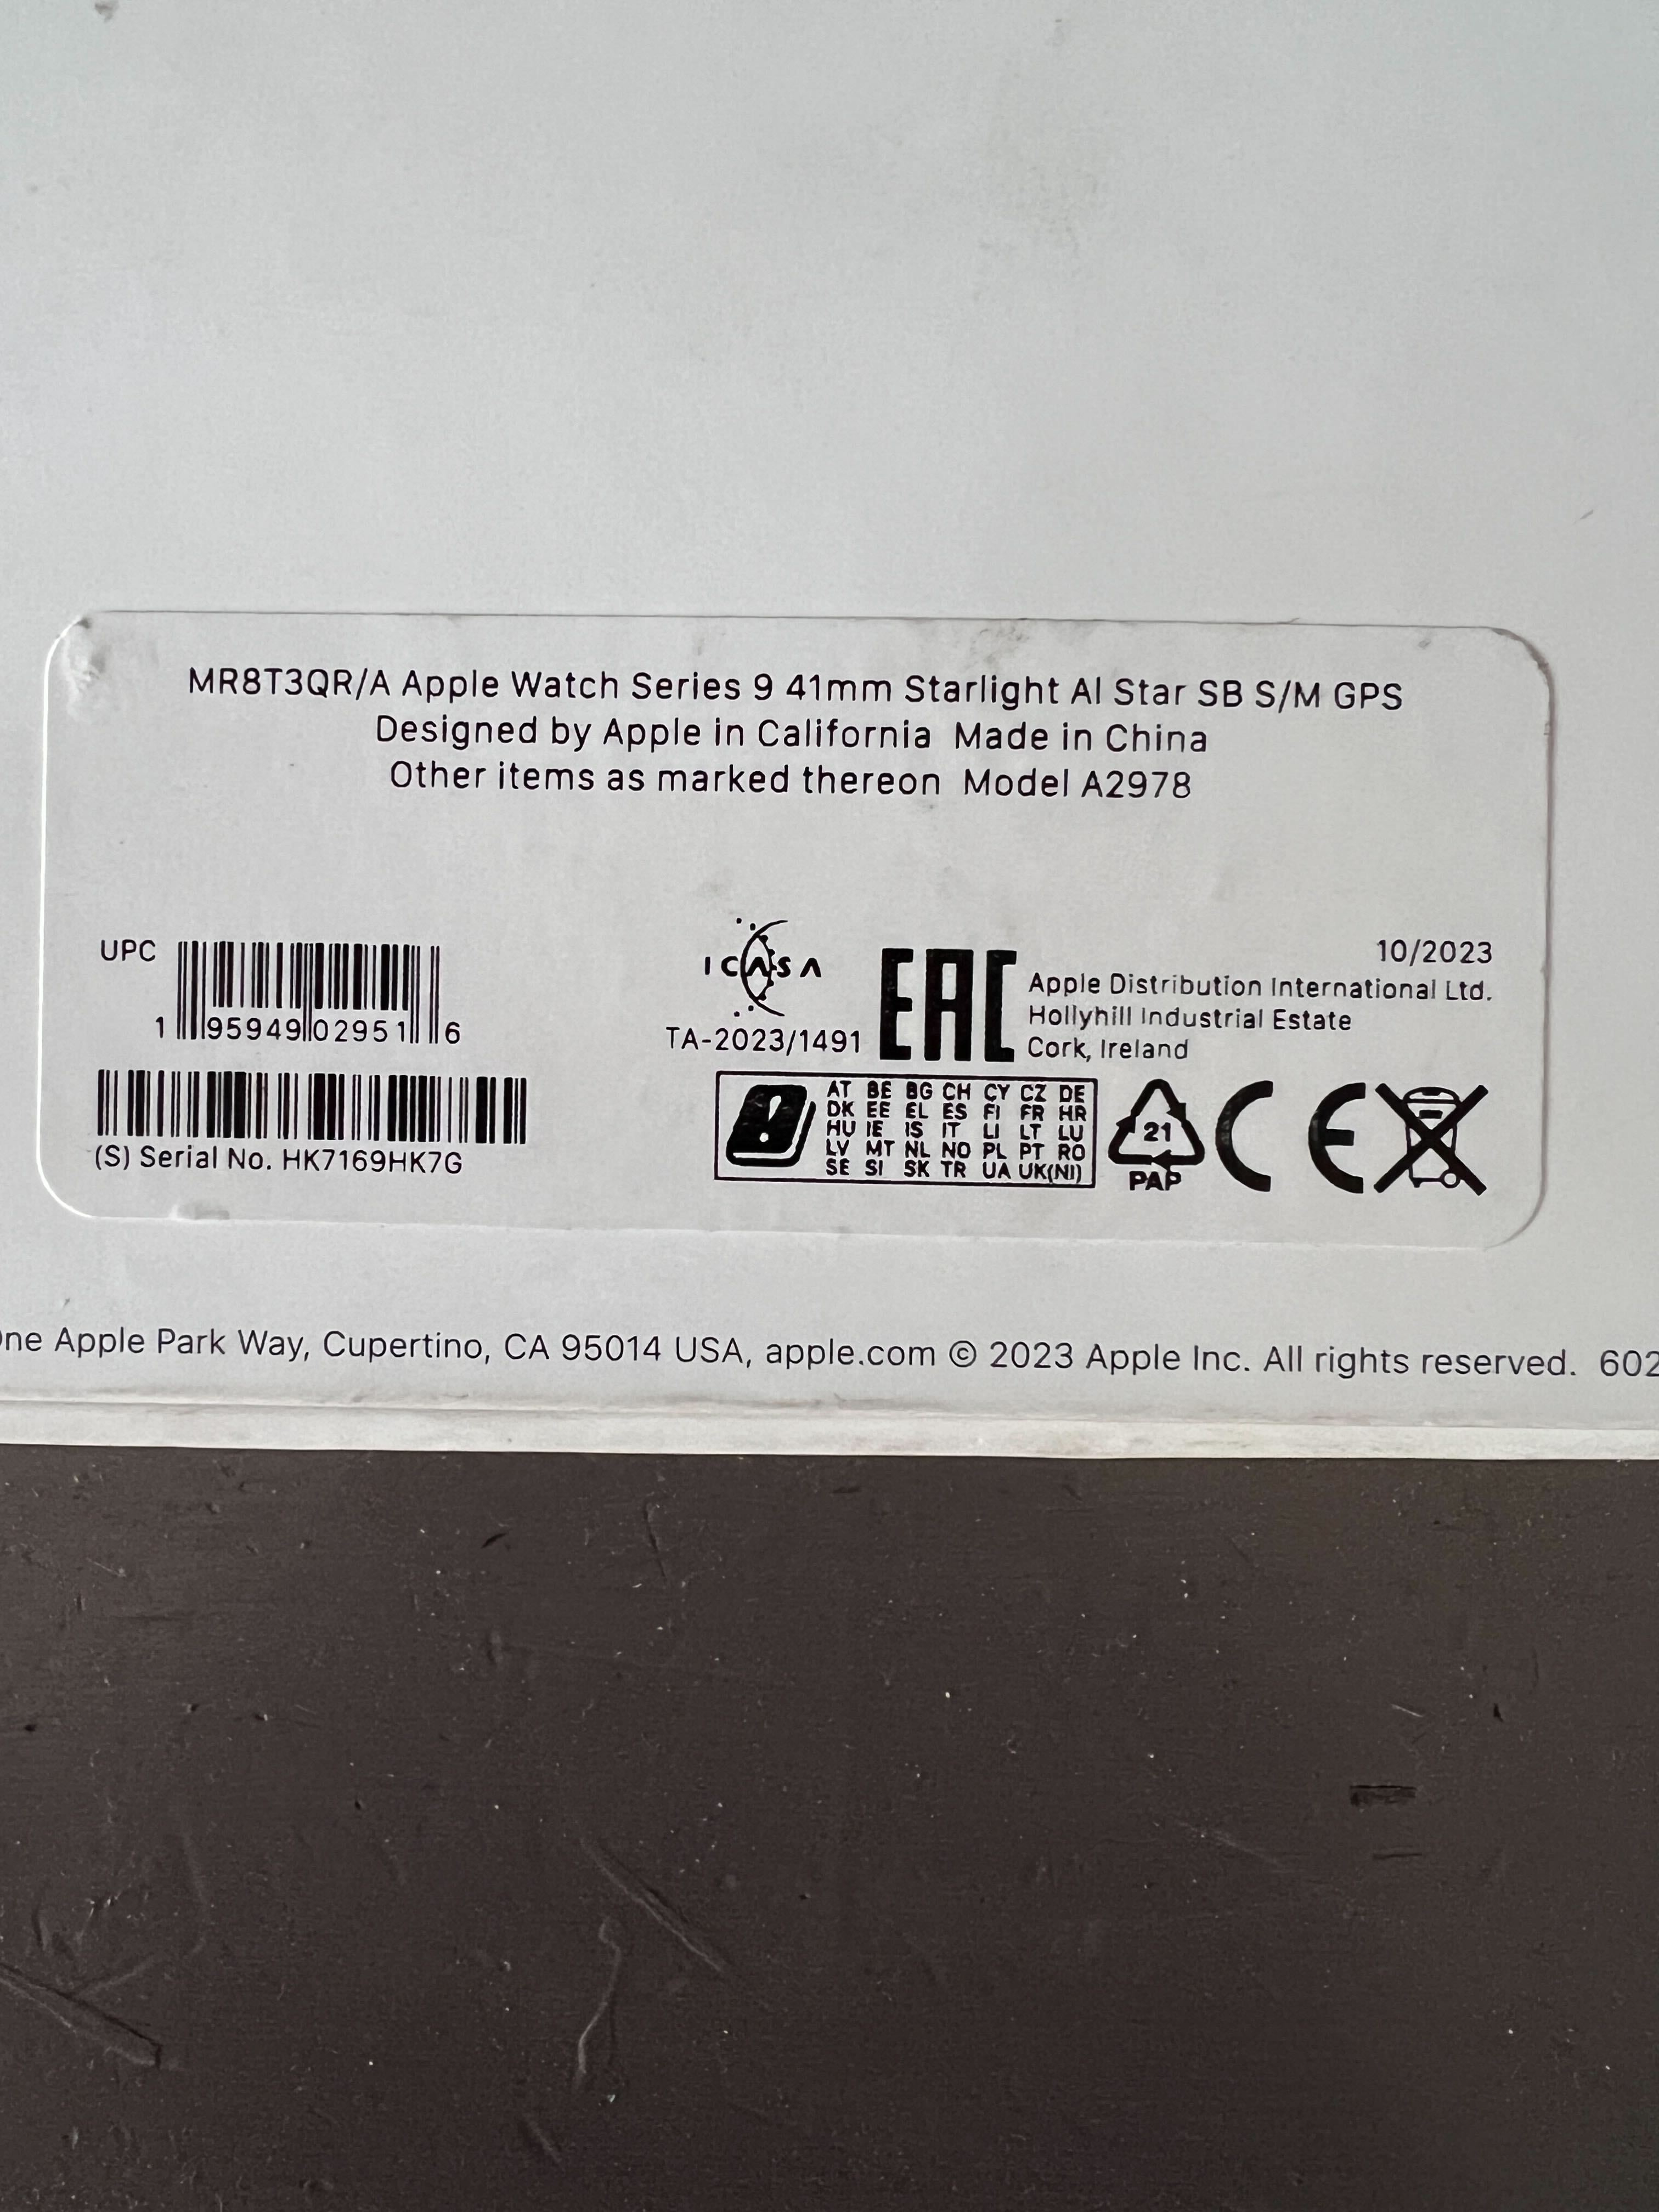 MR8T3QR/A Apple Watch Series 9 41mm Starlight Al Star SB S/M GPS
Designed by Apple in California Made in China
Other items as marked thereon Model A2978
UPC
1 95949 02951 6
(S) Serial No. HK7169HK7G
ICASA
TA-2023/1491
EAC
10/2023
Apple Distribution International Ltd.
Hollyhill Industrial Estate
Cork, Ireland
AT BE BG CH CY CZ DE
DK EE EL ES FI FR HR
HU IE IS IT LI LT LU
LV MT NL NO PL PT RO
SE SI SK TR UA UK(NI)
21
PAP
CE
ne Apple Park Way, Cupertino, CA 95014 USA, apple.com © 2023 Apple Inc. All rights reserved. 602